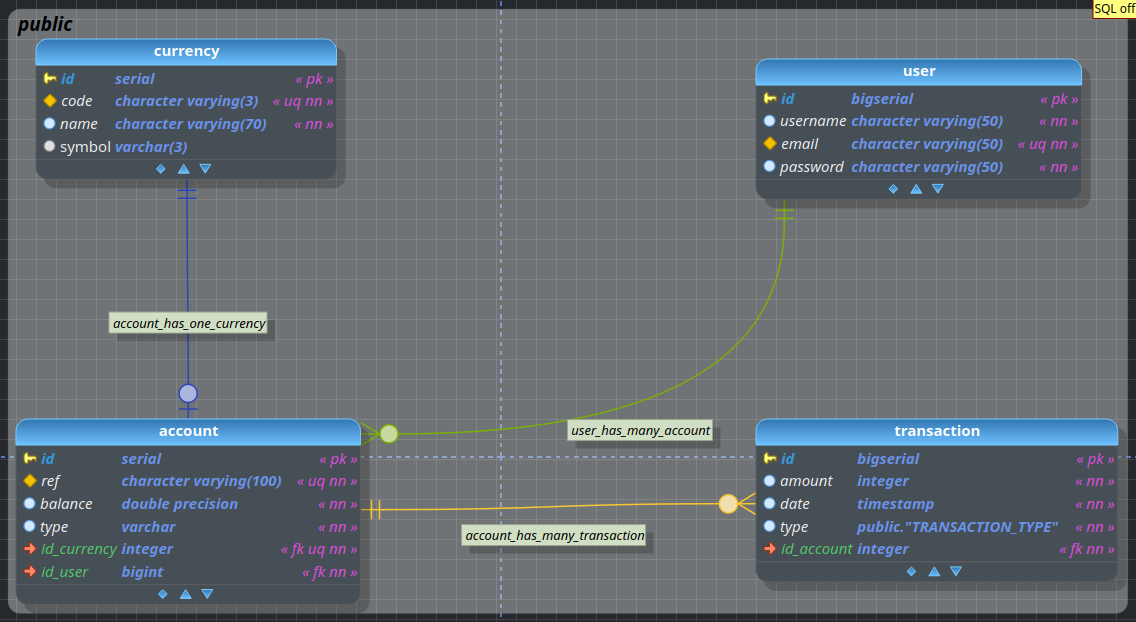 SQL off
public
currency
id serial « pk »
code character varying(3) « uq nn »
name character varying(70) « nn »
symbol varchar(3)
user
id bigserial « pk »
username character varying(50) « nn »
email character varying(50) « uq nn »
password character varying(50) « nn »
account_has_one_currency
user_has_many_account
account
id serial « pk »
ref character varying(100) « uq nn »
balance double precision « nn »
type varchar « nn »
id_currency integer « fk uq nn »
id_user bigint « fk nn »
account_has_many_transaction
transaction
id bigserial « pk »
amount integer « nn »
date timestamp « nn »
type public."TRANSACTION_TYPE" « nn »
id_account integer « fk nn »